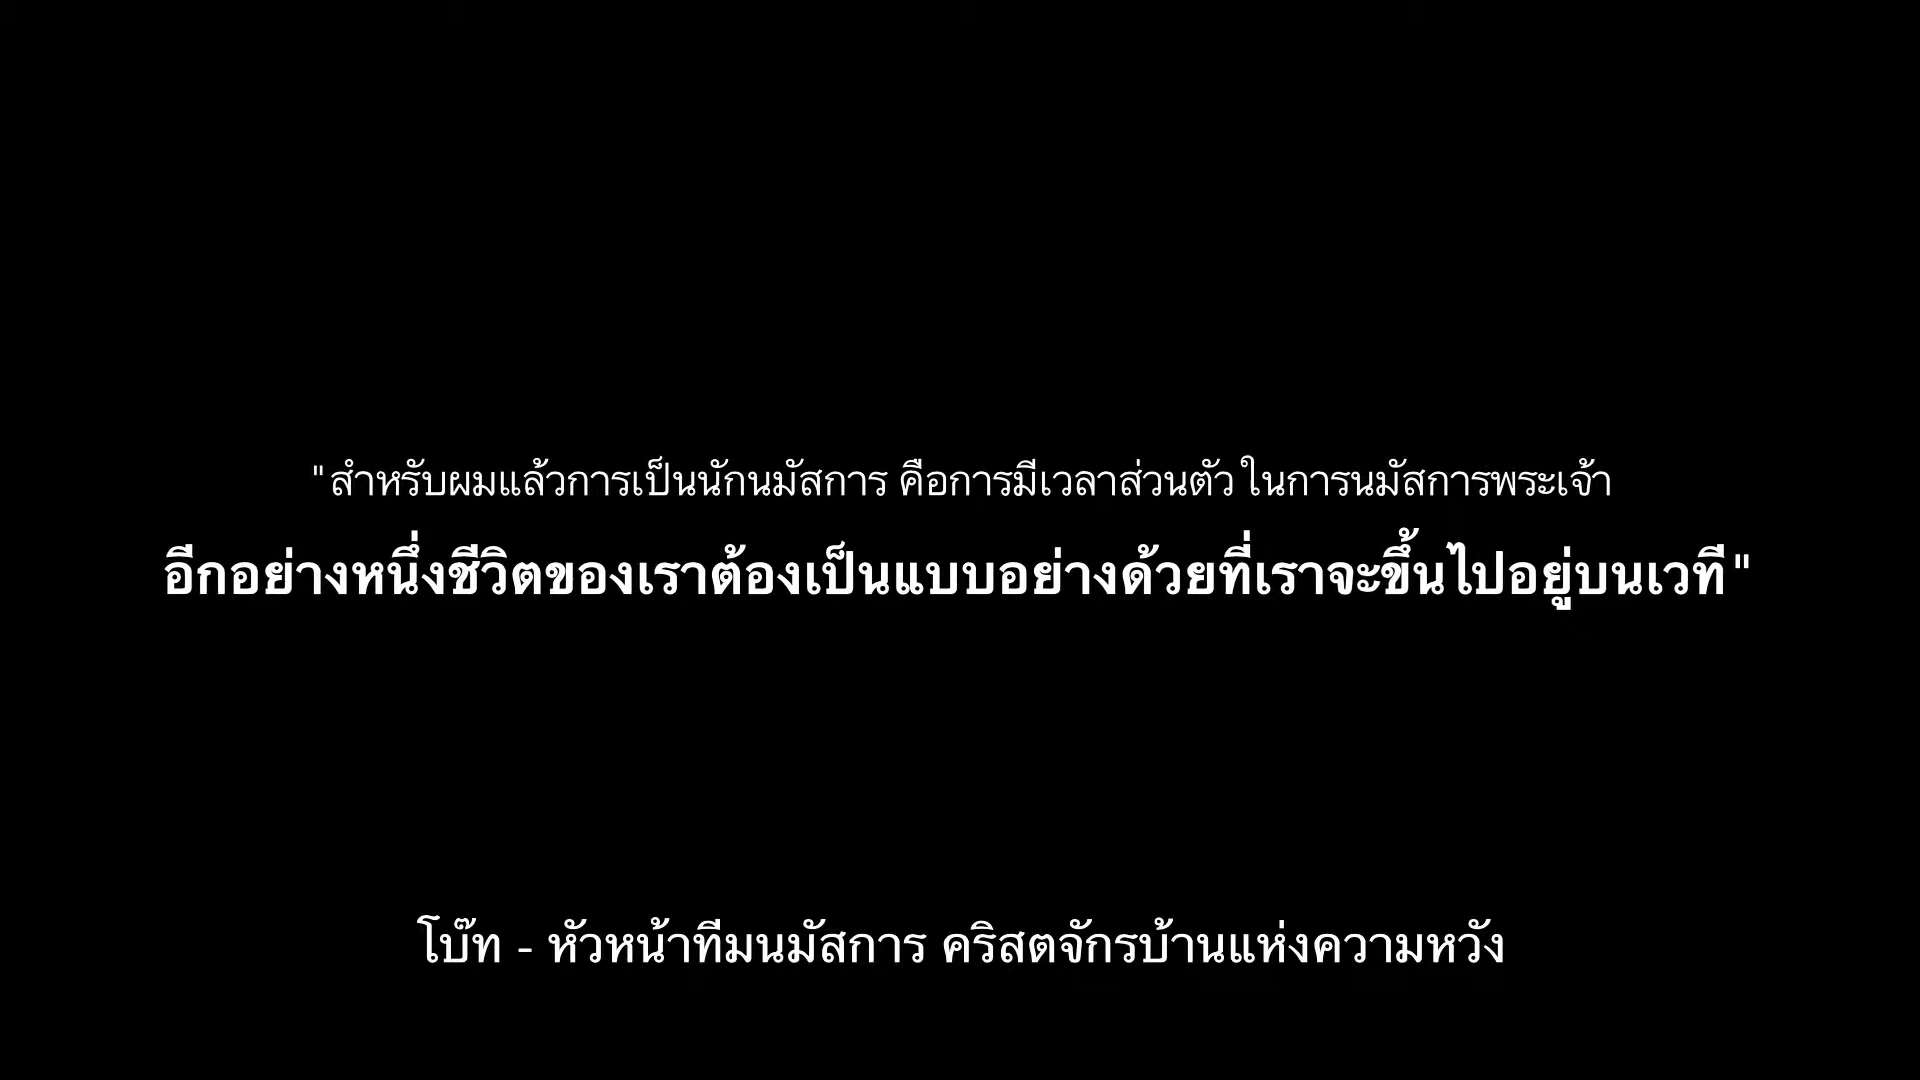 "สำหรับผมแล้วการเป็นนักนมัสการ คือการมีเวลาส่วนตัว ในการนมัสการพระเจ้า
อีกอย่างหนึ่งชีวิตของเราต้องเป็นแบบอย่างด้วยที่เราจะขึ้นไปอยู่บนเวที"
โบ๊ท - หัวหน้าทีมนมัสการ คริสตจักรบ้านแห่งความหวัง